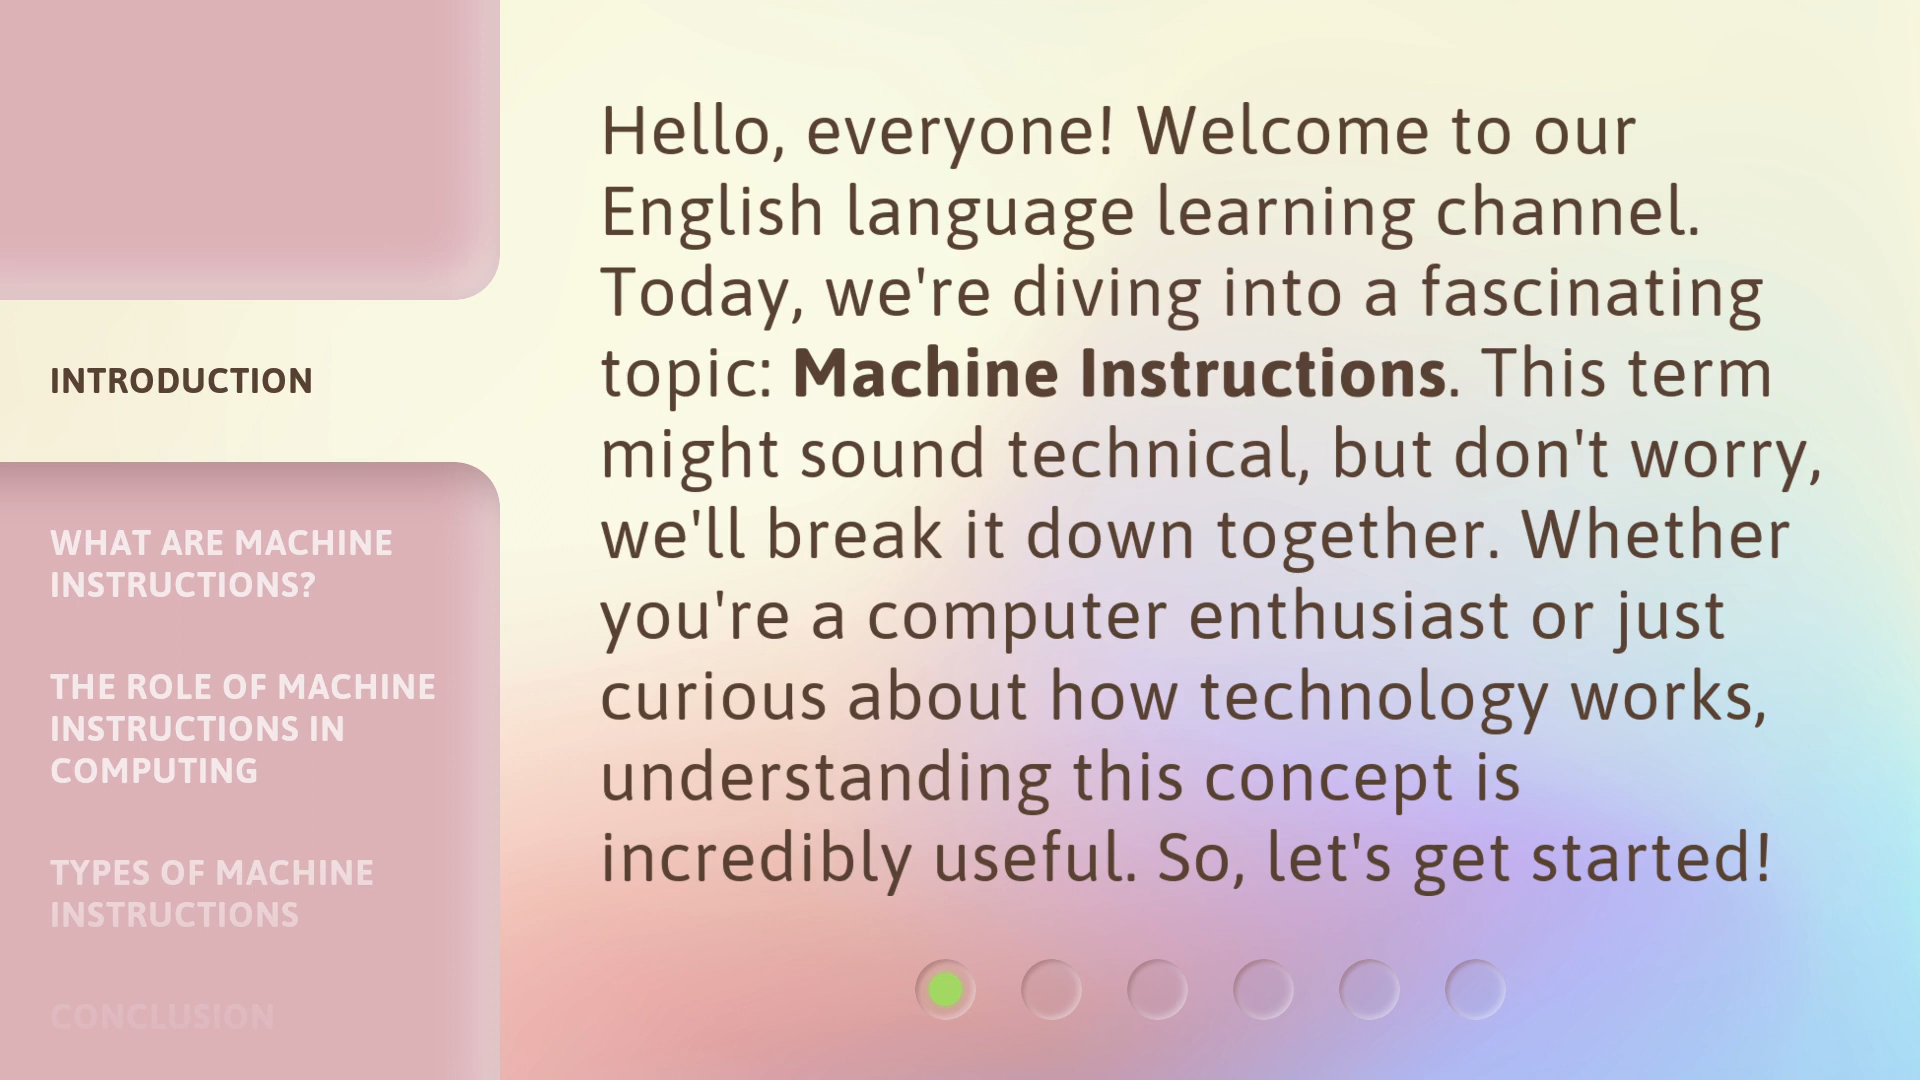 INTRODUCTION
WHAT ARE MACHINE
INSTRUCTIONS?
THE ROLE OF MACHINE
INSTRUCTIONS IN
COMPUTING
TYPES OF MACHINE
INSTRUCTIONS
CONCLUSION
Hello, everyone! Welcome to our
English language learning channel.
Today, we're diving into a fascinating
topic: Machine Instructions. This term
might sound technical, but don't worry,
we'll break it down together. Whether
you're a computer enthusiast or just
curious about how technology works,
understanding this concept is
incredibly useful. So, let's get started!